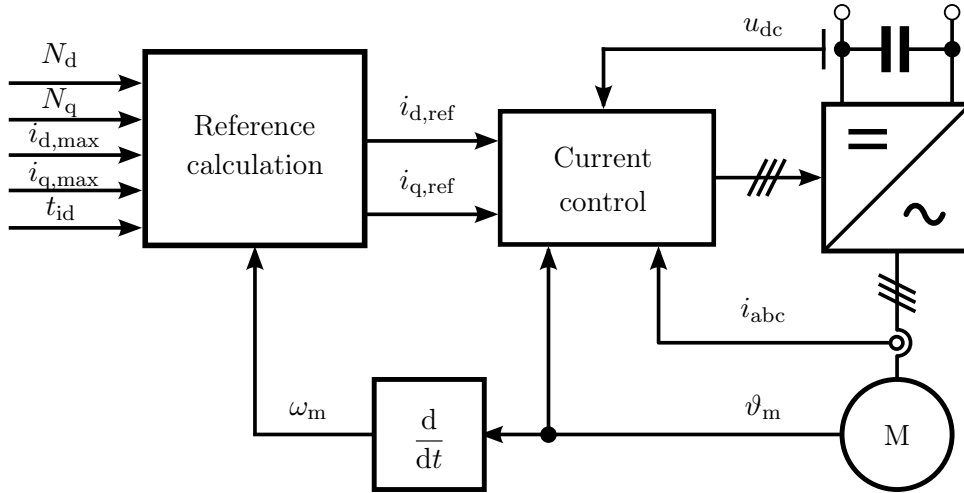 u_dc
N_d
N_q
i_d,max
i_q,max
t_id
Reference
calculation
i_d,ref
i_q,ref
Current
control
i_abc
ω_m
d
dt
ϑ_m
M